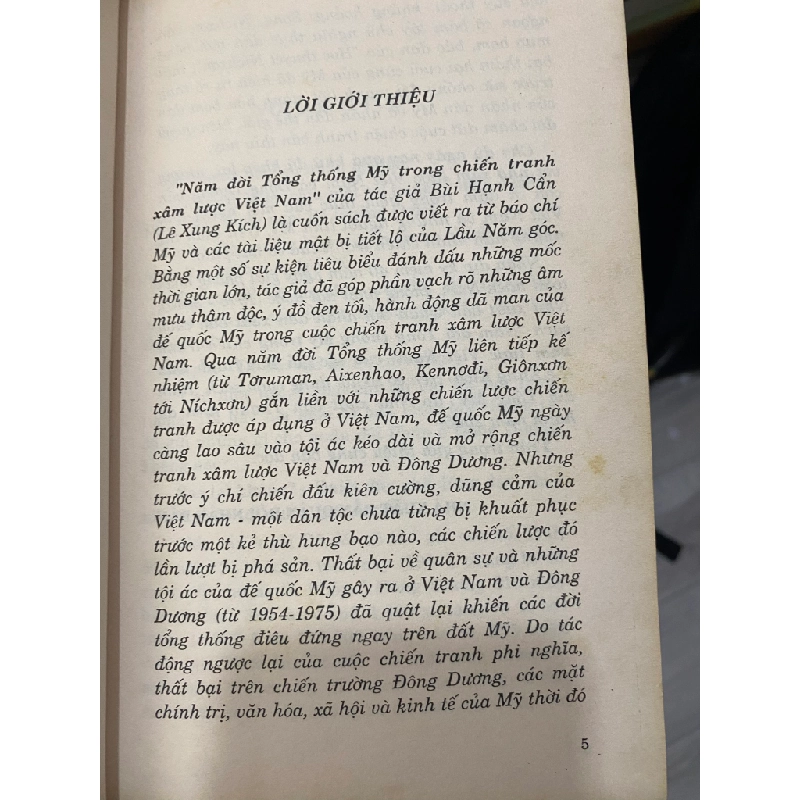 LỜI GIỚI THIỆU
"Năm đời Tổng thống Mỹ trong chiến tranh
xâm lược Việt Nam" của tác giả Bùi Hạnh Cẩn
(Lê Xung Kích) là cuốn sách được viết ra từ báo chí
Mỹ và các tài liệu mật bị tiết lộ của Lầu Năm góc.
Bằng một số sự kiện tiêu biểu đánh dấu những mốc
thời gian lớn, tác giả đã góp phần vạch rõ những âm
mưu thâm độc, ý đồ đen tối, hành động dã man của
đế quốc Mỹ trong cuộc chiến tranh xâm lược Việt
Nam. Qua năm đời Tổng thống Mỹ liên tiếp kế
nhiệm (từ Tơruman, Aixenhao, Kennơđi, Giônxơn
tới Níchxơn) gắn liền với những chiến lược chiến
tranh được áp dụng ở Việt Nam, đế quốc Mỹ ngày
càng lao sâu vào tội ác kéo dài và mở rộng chiến
tranh xâm lược Việt Nam và Đông Dương. Nhưng
trước ý chí chiến đấu kiên cường, dũng cảm của
Việt Nam - một dân tộc chưa từng bị khuất phục
trước một kẻ thù hung bạo nào, các chiến lược đó
lần lượt bị phá sản. Thất bại về quân sự và những
tội ác của đế quốc Mỹ gây ra ở Việt Nam và Đông
Dương (từ 1954-1975) đã quật lại khiến các đời
tổng thống điêu đứng ngay trên đất Mỹ. Do tác
động ngược lại của cuộc chiến tranh phi nghĩa,
thất bại trên chiến trường Đông Dương, các mặt
chính trị, văn hóa, xã hội và kinh tế của Mỹ thời đó
5